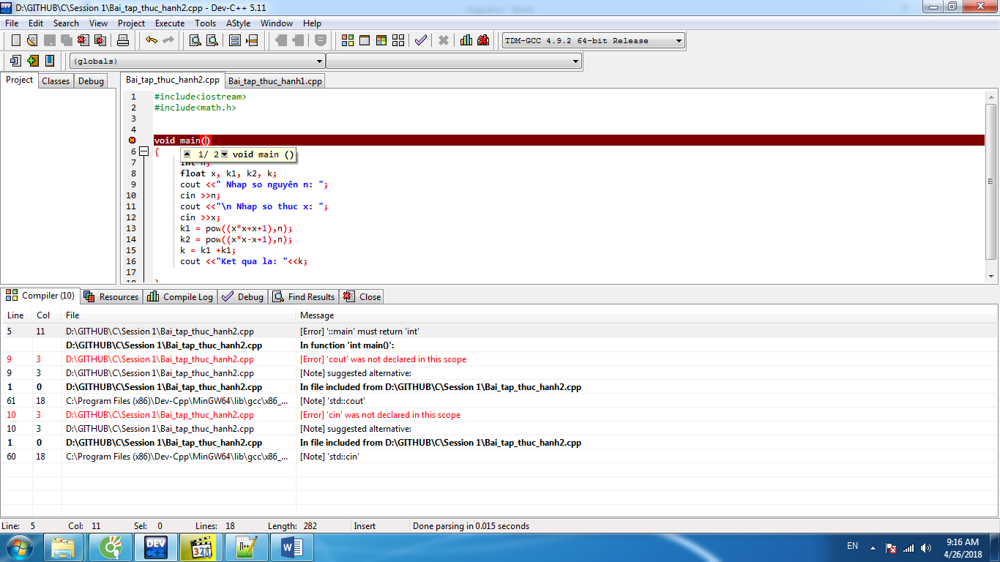 D:\GITHUB\C\Session 1\Bai_tap_thuc_hanh2.cpp - Dev-C++ 5.11
File Edit Search View Project Execute Tools AStyle Window Help
TDM-GCC 4.9.2 64-bit Release
(globals)
Project Classes Debug Bai_tap_thuc_hanh2.cpp Bai_tap_thuc_hanh1.cpp
1 #include<iostream>
2 #include<math.h>
3
4
void main()
6 {
1/ 2 void main ()
7 int n;
8 float x, k1, k2, k;
9 cout <<" Nhap so nguyên n: ";
10 cin >>n;
11 cout <<"\n Nhap so thuc x: ";
12 cin >>x;
13 k1 = pow((x*x+x+1),n);
14 k2 = pow((x*x-x+1),n);
15 k = k1 +k1;
16 cout <<"Ket qua la: "<<k;
17
18 }
Compiler (10) Resources Compile Log Debug Find Results Close
Line Col File Message
5 11 D:\GITHUB\C\Session 1\Bai_tap_thuc_hanh2.cpp [Error] '::main' must return 'int'
D:\GITHUB\C\Session 1\Bai_tap_thuc_hanh2.cpp In function 'int main()':
9 3 D:\GITHUB\C\Session 1\Bai_tap_thuc_hanh2.cpp [Error] 'cout' was not declared in this scope
9 3 D:\GITHUB\C\Session 1\Bai_tap_thuc_hanh2.cpp [Note] suggested alternative:
1 0 D:\GITHUB\C\Session 1\Bai_tap_thuc_hanh2.cpp In file included from D:\GITHUB\C\Session 1\Bai_tap_thuc_hanh2.cpp
61 18 C:\Program Files (x86)\Dev-Cpp\MinGW64\lib\gcc\x86_... [Note] 'std::cout'
10 3 D:\GITHUB\C\Session 1\Bai_tap_thuc_hanh2.cpp [Error] 'cin' was not declared in this scope
10 3 D:\GITHUB\C\Session 1\Bai_tap_thuc_hanh2.cpp [Note] suggested alternative:
1 0 D:\GITHUB\C\Session 1\Bai_tap_thuc_hanh2.cpp In file included from D:\GITHUB\C\Session 1\Bai_tap_thuc_hanh2.cpp
60 18 C:\Program Files (x86)\Dev-Cpp\MinGW64\lib\gcc\x86_... [Note] 'std::cin'
Line: 5 Col: 11 Sel: 0 Lines: 18 Length: 282 Insert Done parsing in 0.015 seconds
DEV C++ 321 EN 9:16 AM
4/26/2018